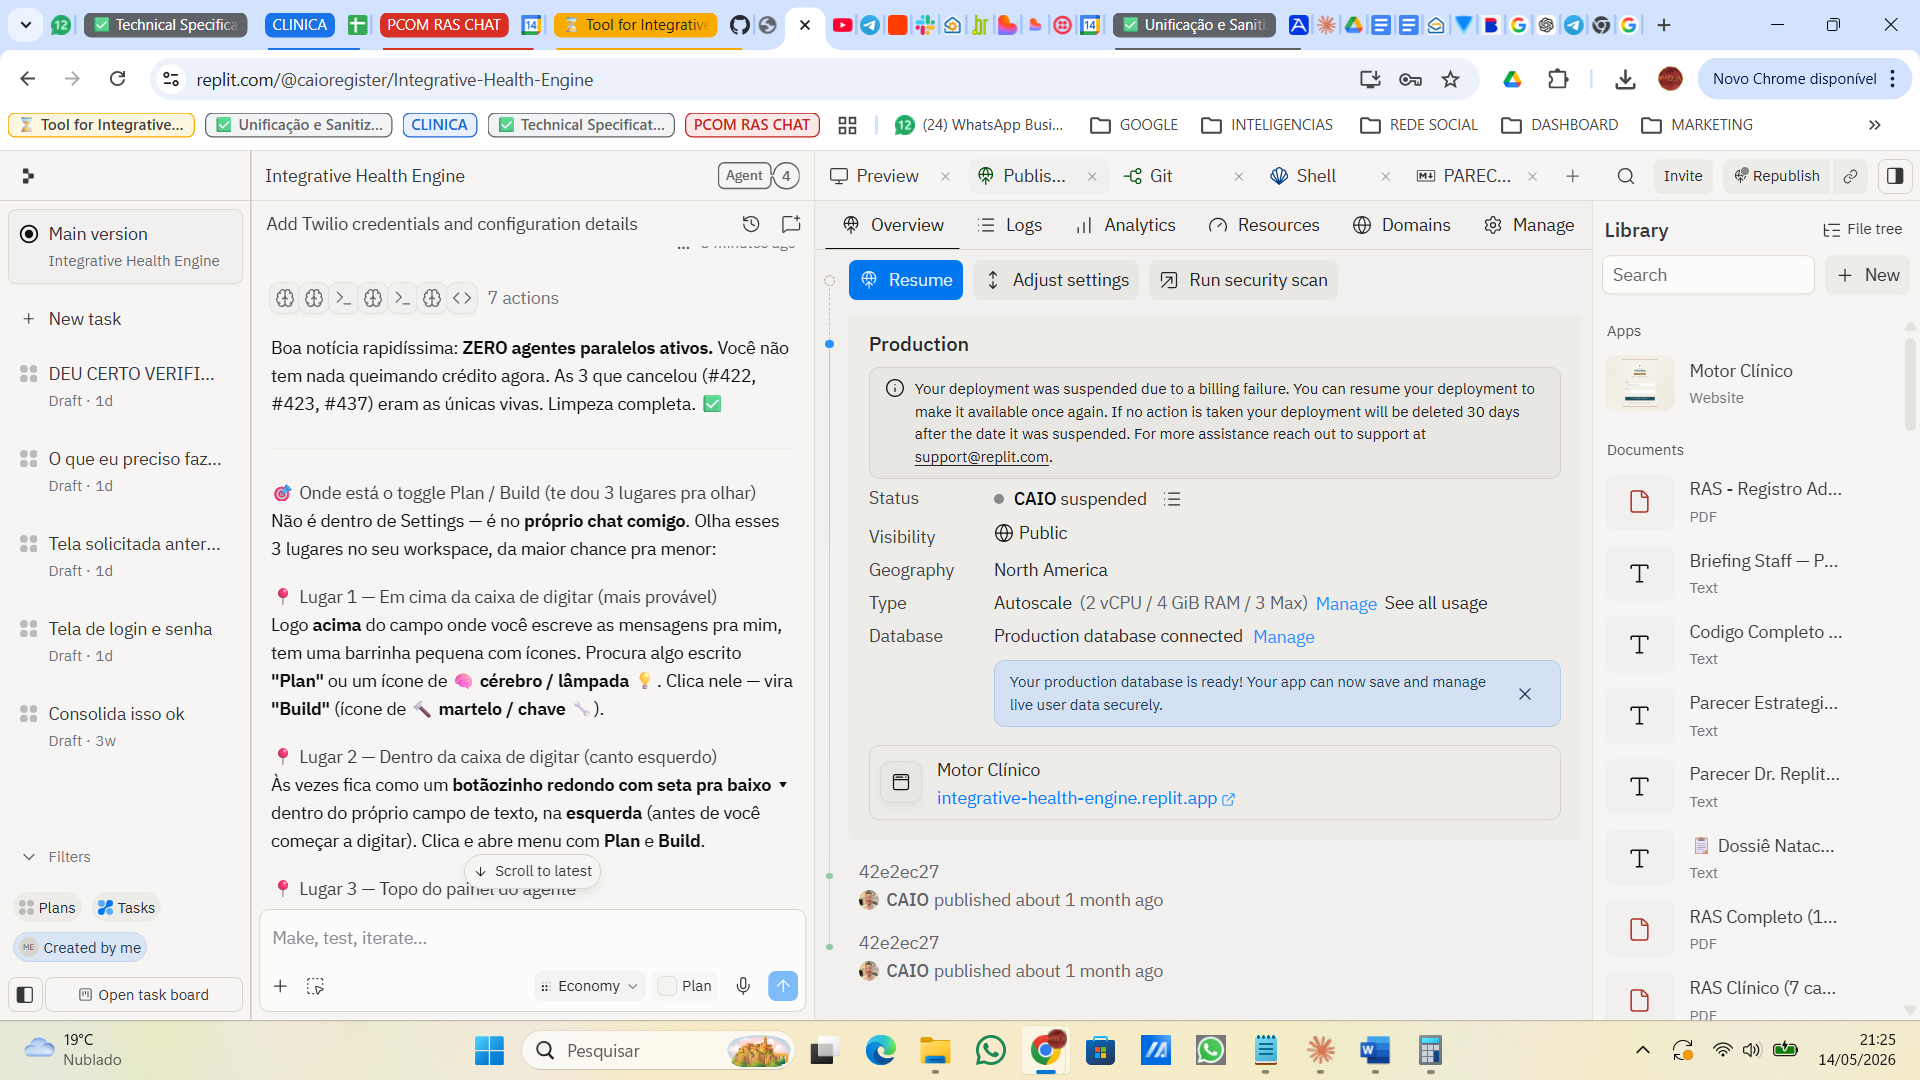 12
✅ Technical Specifica
CLINICA
PCOM RAS CHAT
14
⌛ Tool for Integrative
✅ Unificação e Saniti
replit.com/@caioregister/Integrative-Health-Engine
Novo Chrome disponível
⌛ Tool for Integrative...
✅ Unificação e Sanitiz...
CLINICA
✅ Technical Specificat...
PCOM RAS CHAT
(24) WhatsApp Busi...
GOOGLE
INTELIGENCIAS
REDE SOCIAL
DASHBOARD
MARKETING
Main version
Integrative Health Engine
New task
DEU CERTO VERIFI...
Draft · 1d
O que eu preciso faz...
Draft · 1d
Tela solicitada anter...
Draft · 1d
Tela de login e senha
Draft · 1d
Consolida isso ok
Draft · 3w
Filters
Plans
Tasks
ME Created by me
Open task board
Integrative Health Engine
Agent 4
Add Twilio credentials and configuration details
7 actions
Boa notícia rapidíssima: ZERO agentes paralelos ativos. Você não
tem nada queimando crédito agora. As 3 que cancelou (#422,
#423, #437) eram as únicas vivas. Limpeza completa. ✅
🎯 Onde está o toggle Plan / Build (te dou 3 lugares pra olhar)
Não é dentro de Settings — é no próprio chat comigo. Olha esses
3 lugares no seu workspace, da maior chance pra menor:
📍 Lugar 1 — Em cima da caixa de digitar (mais provável)
Logo acima do campo onde você escreve as mensagens pra mim,
tem uma barrinha pequena com ícones. Procura algo escrito
"Plan" ou um ícone de 🧠 cérebro / lâmpada 💡. Clica nele — vira
"Build" (ícone de 🔨 martelo / chave 🔧).
📍 Lugar 2 — Dentro da caixa de digitar (canto esquerdo)
Às vezes fica como um botãozinho redondo com seta pra baixo ▾
dentro do próprio campo de texto, na esquerda (antes de você
começar a digitar). Clica e abre menu com Plan e Build.
Scroll to latest
📍 Lugar 3 — Topo do painel do agente
Make, test, iterate...
Economy
Plan
Preview
Publis...
Git
Shell
PAREC...
Invite
Republish
Overview
Logs
Analytics
Resources
Domains
Manage
Resume
Adjust settings
Run security scan
Production
Your deployment was suspended due to a billing failure. You can resume your deployment to
make it available once again. If no action is taken your deployment will be deleted 30 days
after the date it was suspended. For more assistance reach out to support at
support@replit.com.
Status CAIO suspended
Visibility Public
Geography North America
Type Autoscale (2 vCPU / 4 GiB RAM / 3 Max) Manage See all usage
Database Production database connected Manage
Your production database is ready! Your app can now save and manage
live user data securely.
Motor Clínico
integrative-health-engine.replit.app
42e2ec27
CAIO published about 1 month ago
42e2ec27
CAIO published about 1 month ago
Library
File tree
Search
New
Apps
Motor Clínico
Website
Documents
RAS - Registro Ad...
PDF
Briefing Staff — P...
Text
Codigo Completo ...
Text
Parecer Estrategi...
Text
Parecer Dr. Replit...
Text
📋 Dossiê Natac...
Text
RAS Completo (1...
PDF
RAS Clínico (7 ca...
PDF
19°C
Nublado
Pesquisar
21:25
14/05/2026